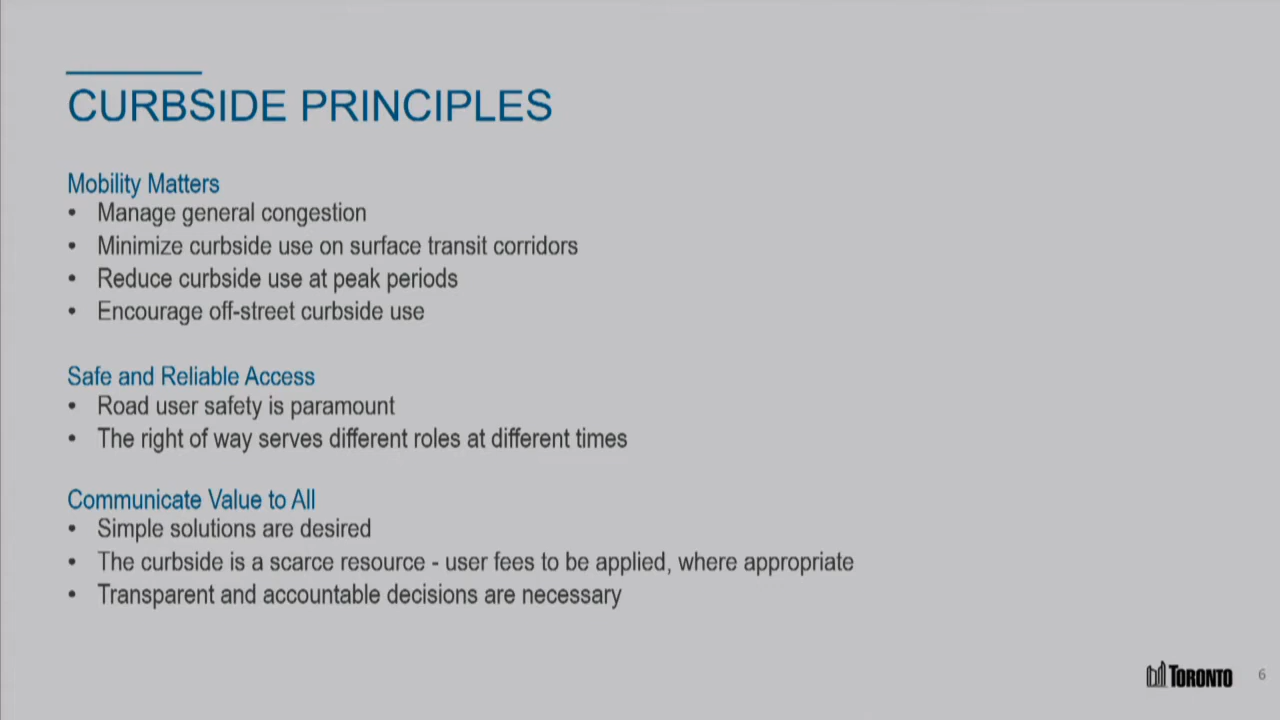 CURBSIDE PRINCIPLES
Mobility Matters
• Manage general congestion
• Minimize curbside use on surface transit corridors
• Reduce curbside use at peak periods
• Encourage off-street curbside use
Safe and Reliable Access
• Road user safety is paramount
• The right of way serves different roles at different times
Communicate Value to All
• Simple solutions are desired
• The curbside is a scarce resource - user fees to be applied, where appropriate
• Transparent and accountable decisions are necessary
TORONTO
6